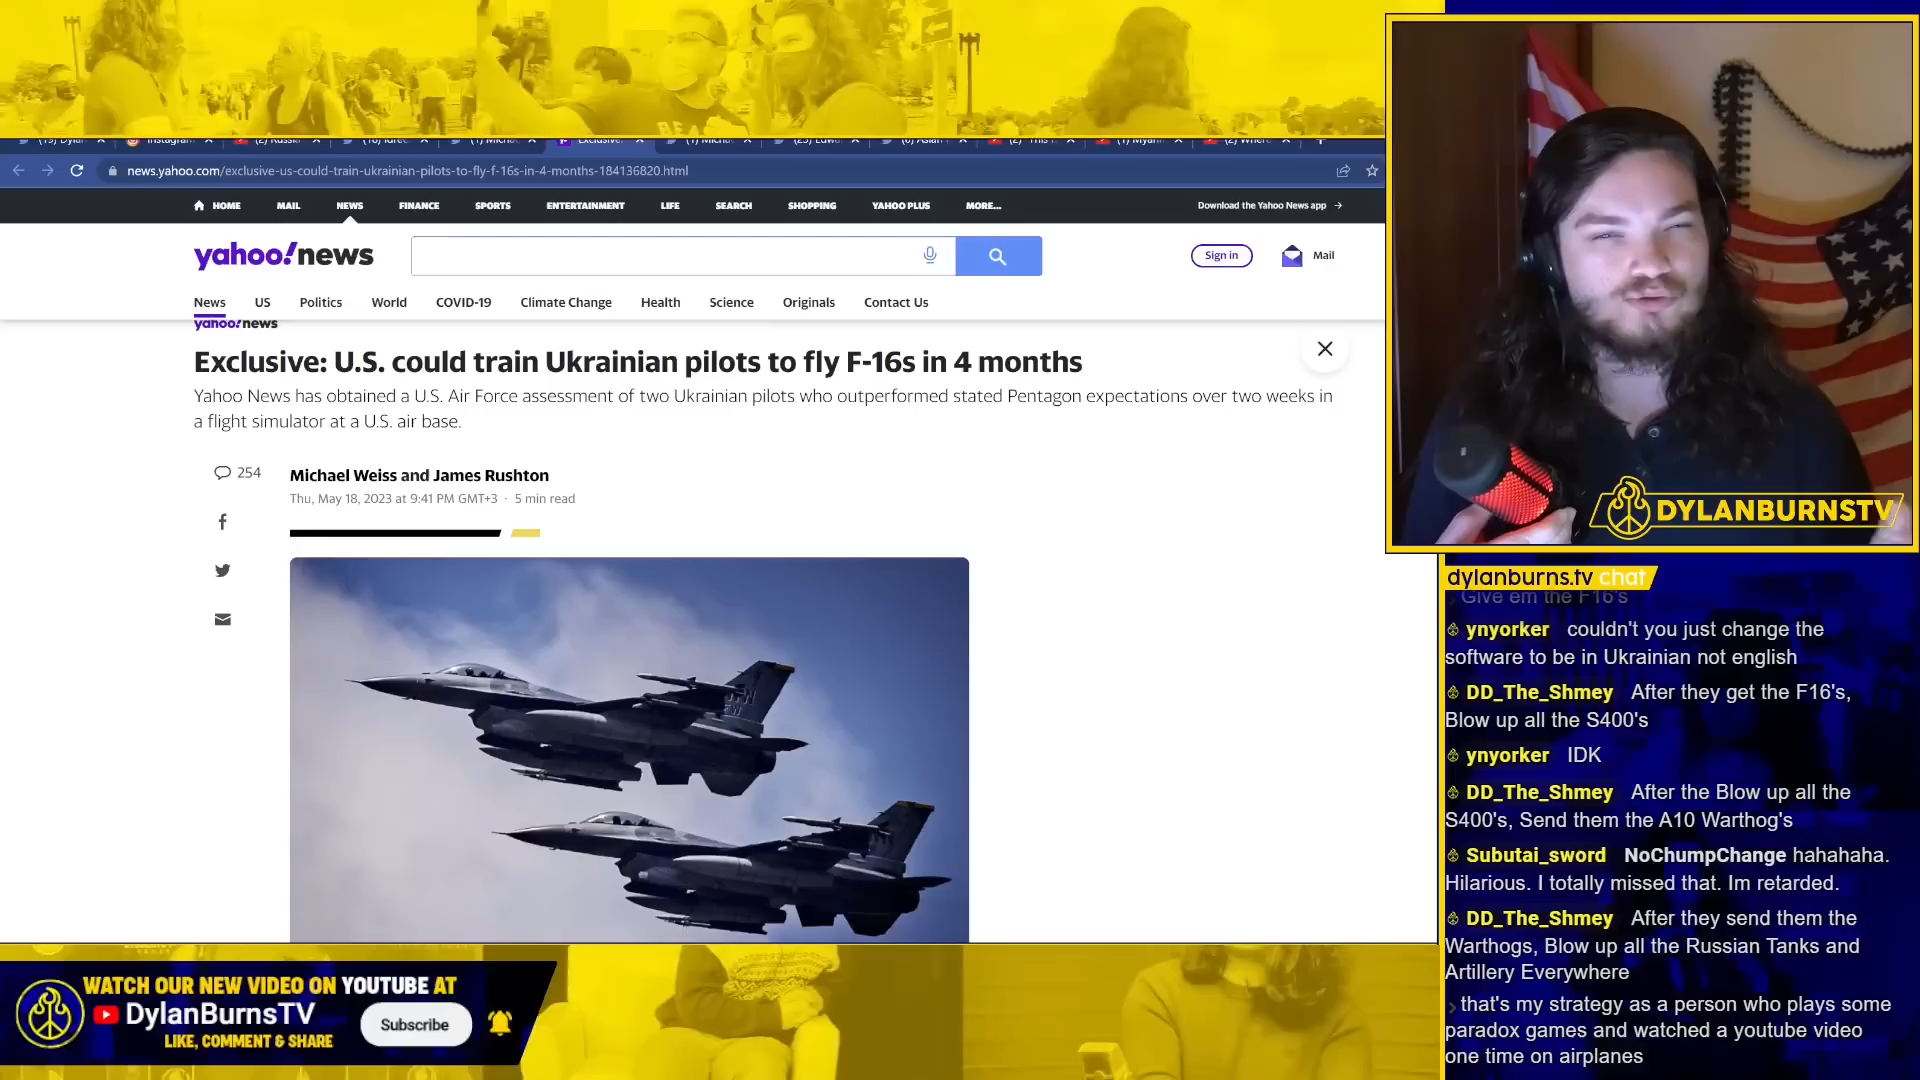 Instagram
Exclusive:
news.yahoo.com/exclusive-us-could-train-ukrainian-pilots-to-fly-f-16s-in-4-months-184136820.html
HOME MAIL NEWS FINANCE SPORTS ENTERTAINMENT LIFE SEARCH SHOPPING YAHOO PLUS MORE... Download the Yahoo News app →
yahoo!news
Sign in
Mail
News US Politics World COVID-19 Climate Change Health Science Originals Contact Us
yahoo!news
Exclusive: U.S. could train Ukrainian pilots to fly F-16s in 4 months
Yahoo News has obtained a U.S. Air Force assessment of two Ukrainian pilots who outperformed stated Pentagon expectations over two weeks in
a flight simulator at a U.S. air base.
254
Michael Weiss and James Rushton
Thu, May 18, 2023 at 9:41 PM GMT+3 · 5 min read
DYLANBURNSTV
dylanburns.tv chat
Give em the F16's
ynyorker couldn't you just change the
software to be in Ukrainian not english
DD_The_Shmey After they get the F16's,
Blow up all the S400's
ynyorker IDK
DD_The_Shmey After the Blow up all the
S400's, Send them the A10 Warthog's
Subutai_sword NoChumpChange hahahaha.
Hilarious. I totally missed that. Im retarded.
DD_The_Shmey After they send them the
Warthogs, Blow up all the Russian Tanks and
Artillery Everywhere
that's my strategy as a person who plays some
paradox games and watched a youtube video
one time on airplanes
WATCH OUR NEW VIDEO ON YOUTUBE AT
DylanBurnsTV
Subscribe
LIKE, COMMENT & SHARE